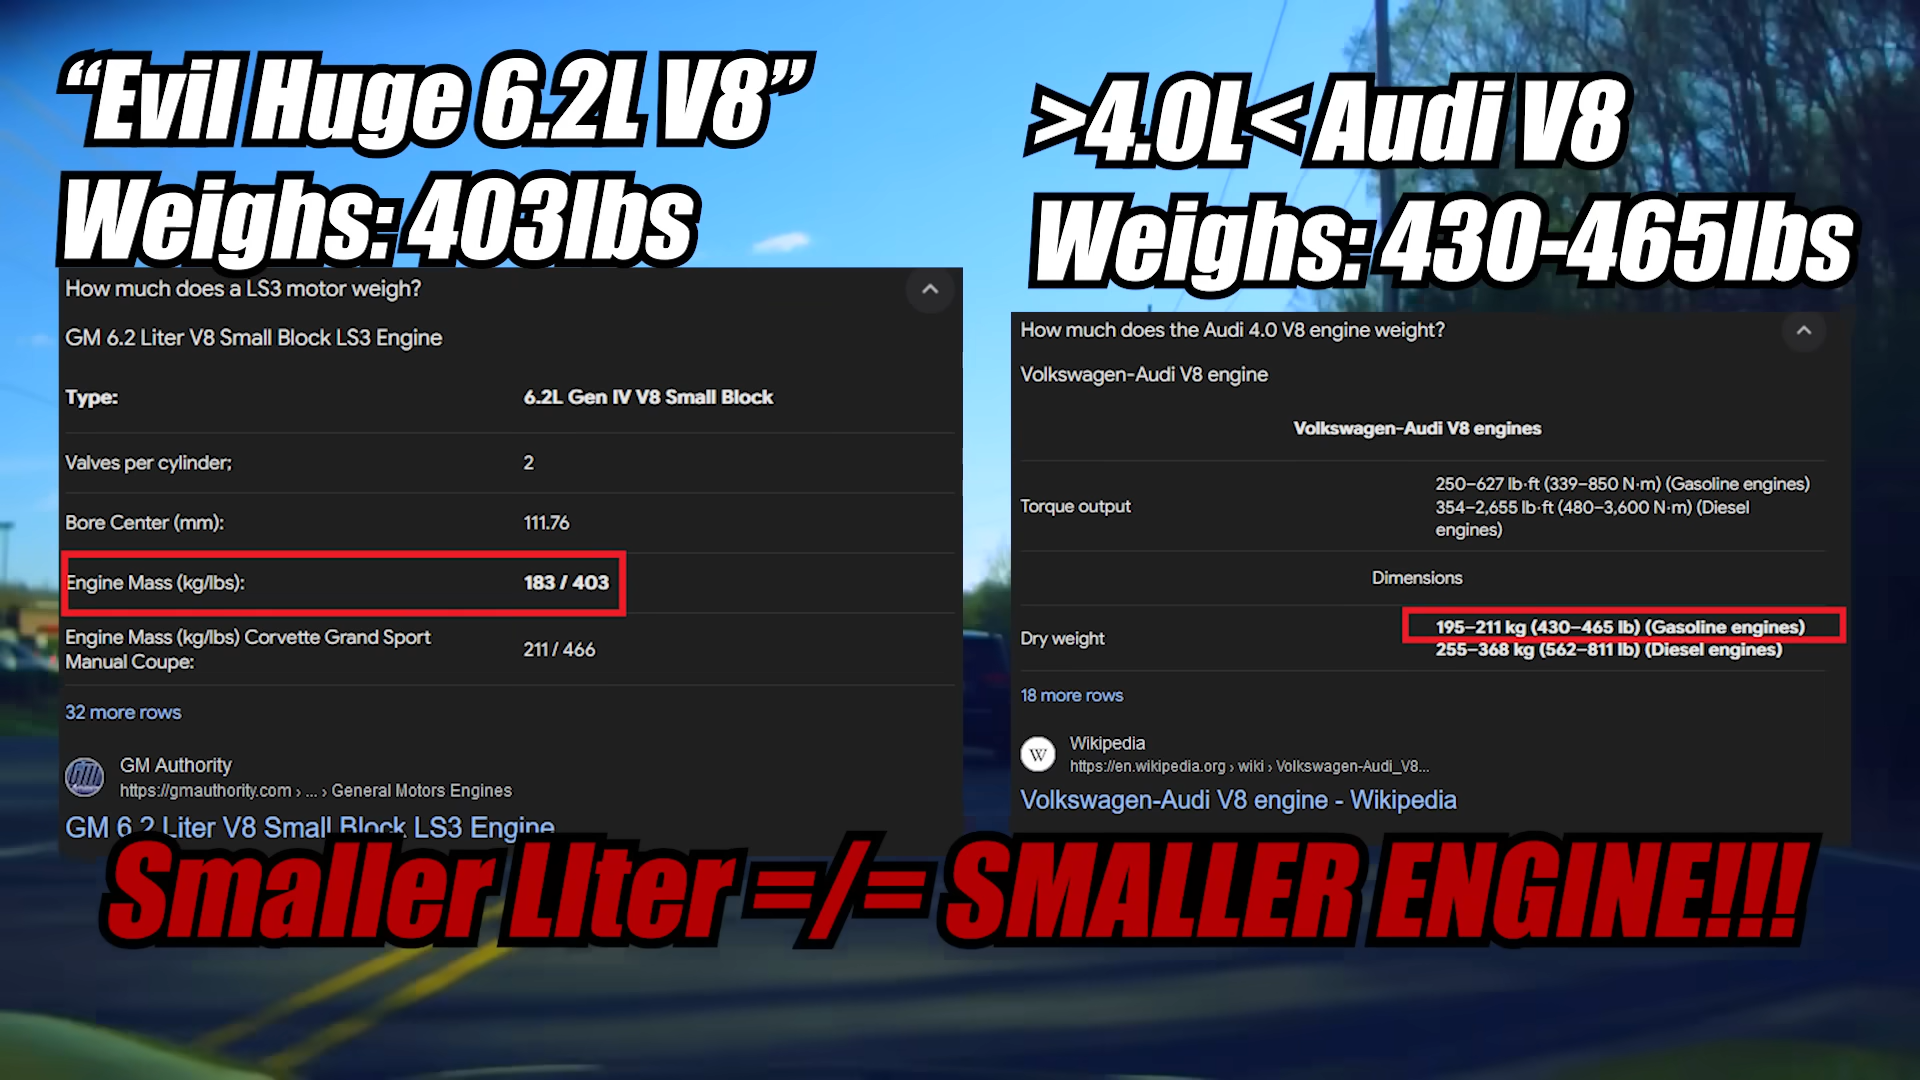 “Evil Huge 6.2L V8”
Weighs: 403lbs
How much does a LS3 motor weigh?
GM 6.2 Liter V8 Small Block LS3 Engine
Type: 6.2L Gen IV V8 Small Block
Valves per cylinder; 2
Bore Center (mm): 111.76
Engine Mass (kg/lbs): 183 / 403
Engine Mass (kg/lbs) Corvette Grand Sport
Manual Coupe: 211 / 466
32 more rows
GM Authority
https://gmauthority.com › ... › General Motors Engines
GM 6.2 Liter V8 Small Block LS3 Engine
>4.0L< Audi V8
Weighs: 430-465lbs
How much does the Audi 4.0 V8 engine weight?
Volkswagen-Audi V8 engine
Volkswagen–Audi V8 engines
Torque output
250–627 lb·ft (339–850 N·m) (Gasoline engines)
354–2,655 lb·ft (480–3,600 N·m) (Diesel
engines)
Dimensions
Dry weight
195–211 kg (430–465 lb) (Gasoline engines)
255–368 kg (562–811 lb) (Diesel engines)
18 more rows
W
Wikipedia
https://en.wikipedia.org › wiki › Volkswagen-Audi_V8...
Volkswagen-Audi V8 engine - Wikipedia
Smaller LIter =/= SMALLER ENGINE!!!